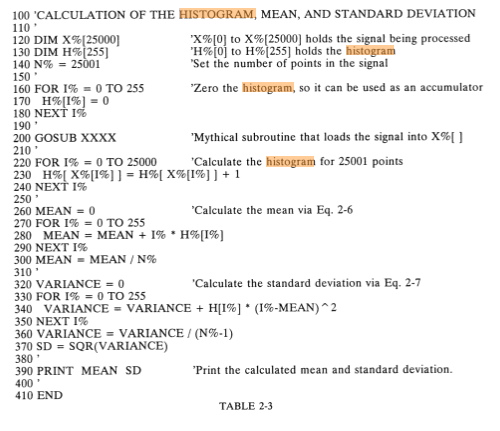 100 'CALCULATION OF THE HISTOGRAM, MEAN, AND STANDARD DEVIATION
110 '
120 DIM X%[25000] 'X%[0] to X%[25000] holds the signal being processed
130 DIM H%[255] 'H%[0] to H%[255] holds the histogram
140 N% = 25001 'Set the number of points in the signal
150 '
160 FOR I% = 0 TO 255 'Zero the histogram, so it can be used as an accumulator
170 H%[I%] = 0
180 NEXT I%
190 '
200 GOSUB XXXX 'Mythical subroutine that loads the signal into X%[ ]
210 '
220 FOR I% = 0 TO 25000 'Calculate the histogram for 25001 points
230 H%[ X%[I%] ] = H%[ X%[I%] ] + 1
240 NEXT I%
250 '
260 MEAN = 0 'Calculate the mean via Eq. 2-6
270 FOR I% = 0 TO 255
280 MEAN = MEAN + I% * H%[I%]
290 NEXT I%
300 MEAN = MEAN / N%
310 '
320 VARIANCE = 0 'Calculate the standard deviation via Eq. 2-7
330 FOR I% = 0 TO 255
340 VARIANCE = VARIANCE + H[I%] * (I%-MEAN)^2
350 NEXT I%
360 VARIANCE = VARIANCE / (N%-1)
370 SD = SQR(VARIANCE)
380 '
390 PRINT MEAN SD 'Print the calculated mean and standard deviation.
400 '
410 END
TABLE 2-3